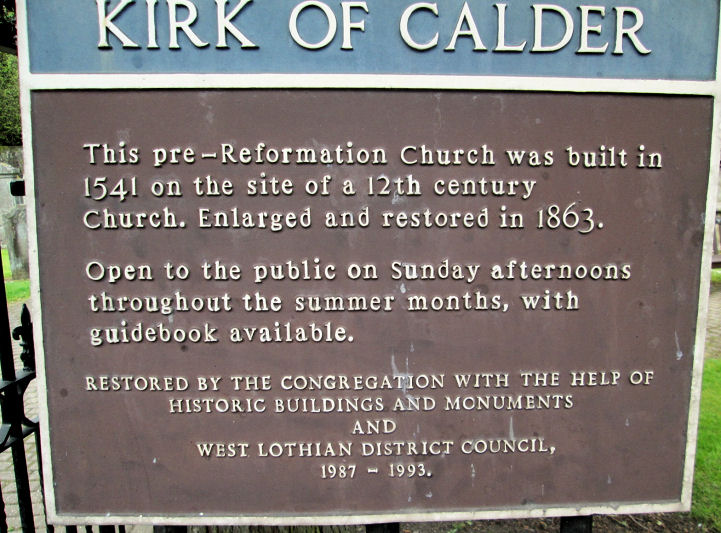 KIRK OF CALDER
This pre-Reformation Church was built in
1541 on the site of a 12th century
Church. Enlarged and restored in 1863.
Open to the public on Sunday afternoons
throughout the summer months, with
guidebook available.
RESTORED BY THE CONGREGATION WITH THE HELP OF
HISTORIC BUILDINGS AND MONUMENTS
AND
WEST LOTHIAN DISTRICT COUNCIL,
1987 - 1993.